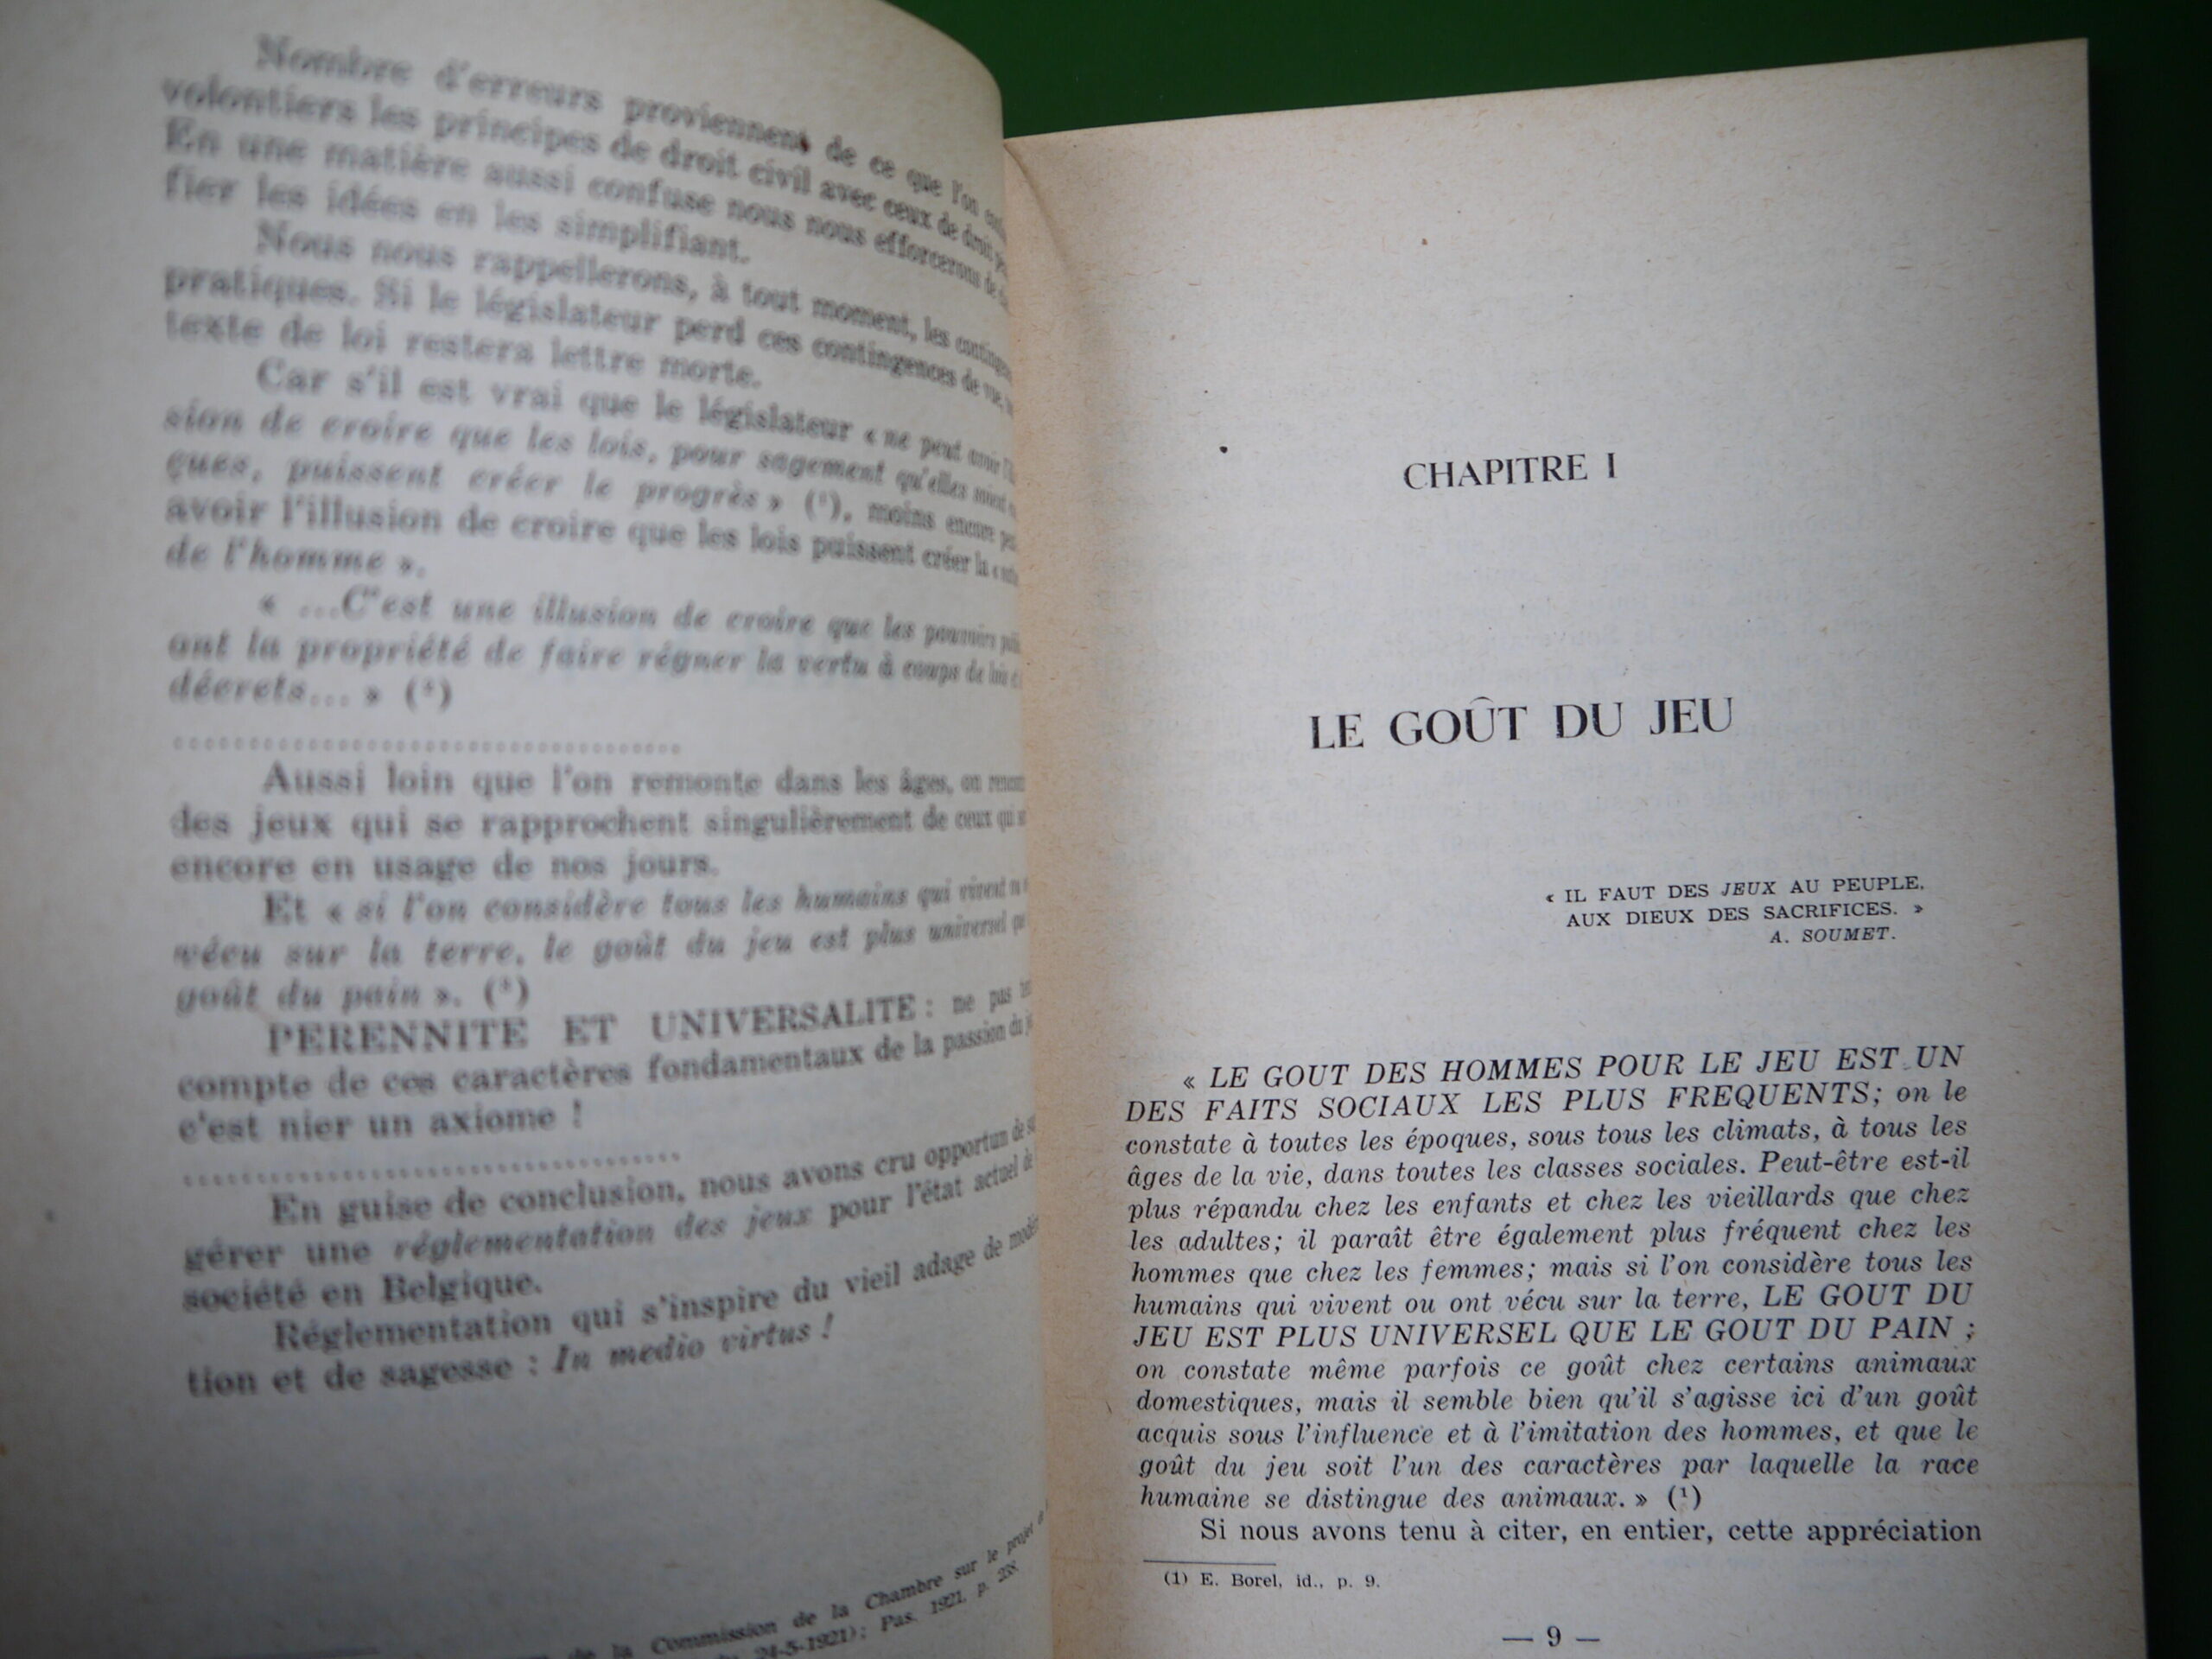 Nombre d'erreurs proviennent de ce que l'on
volontiers les principes de droit civil avec ceux de droit
En une matière aussi confuse nous nous efforcerons de
fier les idées en les simplifiant.
Nous nous rappellerons, à tout moment, les
pratiques. Si le législateur perd ces contingences de vue,
texte de loi restera lettre morte.
Car s'il est vrai que le législateur « ne peut avoir l'il
sion de croire que les lois, pour sagement qu'elles soient
çues, puissent créer le progrès » (¹), moins encore
avoir l'illusion de croire que les lois puissent créer la «
de l'homme ».
« ...C'est une illusion de croire que les pouvoirs
ont la propriété de faire régner la vertu à coups de lois
décrets... » (²)
Aussi loin que l'on remonte dans les âges, on
des jeux qui se rapprochent singulièrement de ceux qui
encore en usage de nos jours.
Et « si l'on considère tous les humains qui vivent ou
vécu sur la terre, le goût du jeu est plus universel que
goût du pain ». (³)
PERENNITE ET UNIVERSALITE : ne pas
compte de ces caractères fondamentaux de la passion du
c'est nier un axiome !
En guise de conclusion, nous avons cru opportun de
gérer une réglementation des jeux pour l'état actuel de
société en Belgique.
Réglementation qui s'inspire du vieil adage de
tion et de sagesse : In medio virtus !
de la Commission de la Chambre sur le projet
24-5-1921); Pas. 1921, p. 238.
CHAPITRE I
LE GOÛT DU JEU
« IL FAUT DES JEUX AU PEUPLE,
AUX DIEUX DES SACRIFICES. »
A. SOUMET.
« LE GOUT DES HOMMES POUR LE JEU EST UN
DES FAITS SOCIAUX LES PLUS FREQUENTS; on le
constate à toutes les époques, sous tous les climats, à tous les
âges de la vie, dans toutes les classes sociales. Peut-être est-il
plus répandu chez les enfants et chez les vieillards que chez
les adultes; il paraît être également plus fréquent chez les
hommes que chez les femmes; mais si l'on considère tous les
humains qui vivent ou ont vécu sur la terre, LE GOUT DU
JEU EST PLUS UNIVERSEL QUE LE GOUT DU PAIN ;
on constate même parfois ce goût chez certains animaux
domestiques, mais il semble bien qu'il s'agisse ici d'un goût
acquis sous l'influence et à l'imitation des hommes, et que le
goût du jeu soit l'un des caractères par laquelle la race
humaine se distingue des animaux. » (¹)
Si nous avons tenu à citer, en entier, cette appréciation
(1) E. Borel, id., p. 9.
— 9 —